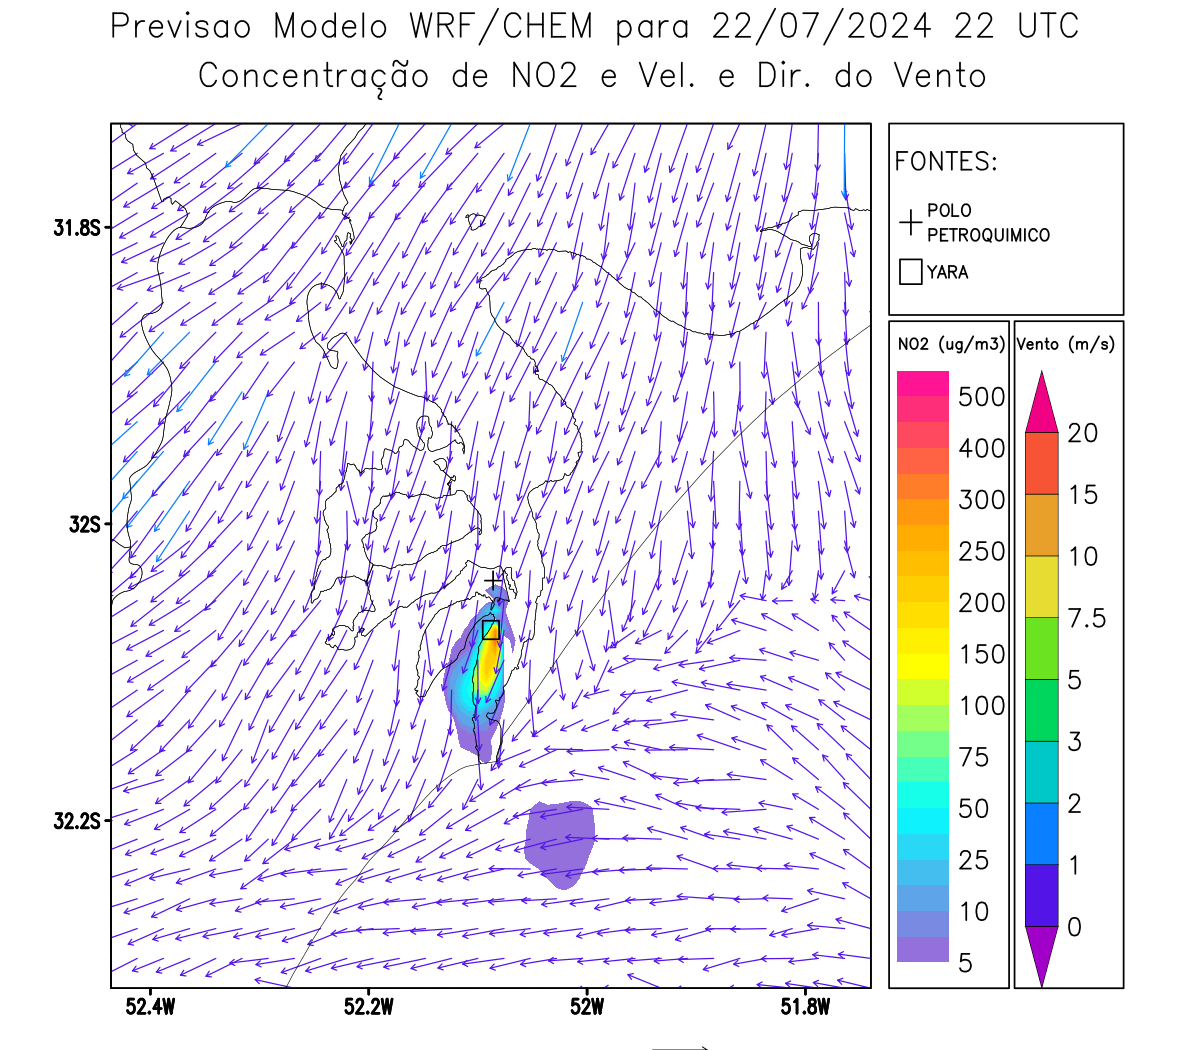 Previsao Modelo WRF/CHEM para 22/07/2024 22 UTC
Concentração de NO2 e Vel. e Dir. do Vento
FONTES:
POLO
PETROQUIMICO
YARA
NO2 (ug/m3)
500
400
300
250
200
150
100
75
50
25
10
5
Vento (m/s)
20
15
10
7.5
5
3
2
1
0
31.8S
32S
32.2S
52.4W
52.2W
52W
51.8W